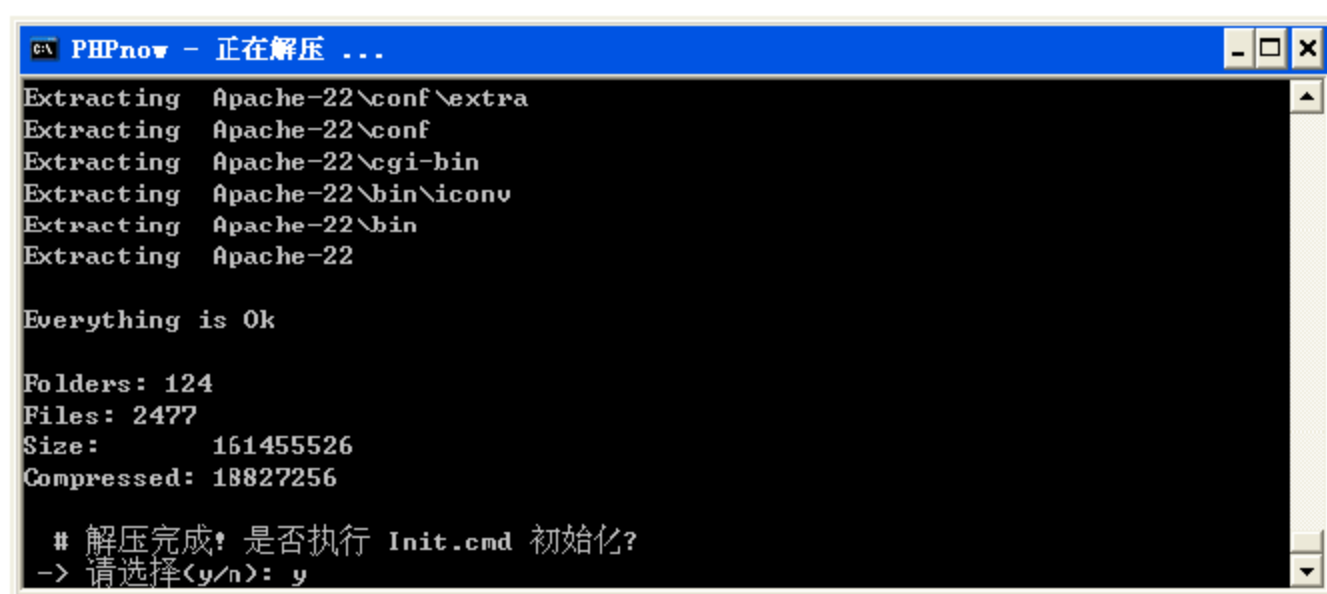 PHPnow - 正在解压 ...
Extracting  Apache-22\conf\extra
Extracting  Apache-22\conf
Extracting  Apache-22\cgi-bin
Extracting  Apache-22\bin\iconv
Extracting  Apache-22\bin
Extracting  Apache-22
Everything is Ok
Folders: 124
Files: 2477
Size:       161455526
Compressed: 18827256
# 解压完成! 是否执行 Init.cmd 初始化?
-> 请选择(y/n): y